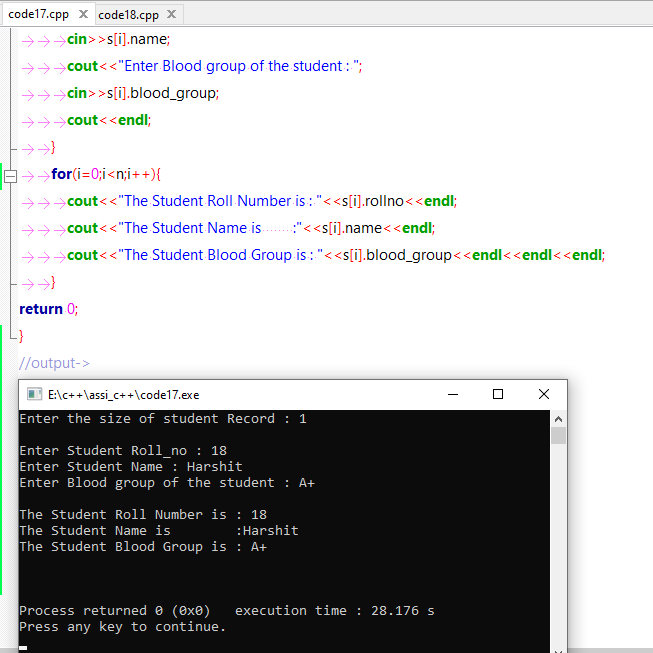 code17.cpp code18.cpp
cin>>s[i].name;
cout<<"Enter Blood group of the student : ";
cin>>s[i].blood_group;
cout<<endl;
}
for(i=0;i<n;i++){
cout<<"The Student Roll Number is : "<<s[i].rollno<<endl;
cout<<"The Student Name is       :"<<s[i].name<<endl;
cout<<"The Student Blood Group is : "<<s[i].blood_group<<endl<<endl<<endl;
}
return 0;
}
//output->
E:\c++\assi_c++\code17.exe
Enter the size of student Record : 1
Enter Student Roll_no : 18
Enter Student Name : Harshit
Enter Blood group of the student : A+
The Student Roll Number is : 18
The Student Name is        :Harshit
The Student Blood Group is : A+
Process returned 0 (0x0)   execution time : 28.176 s
Press any key to continue.